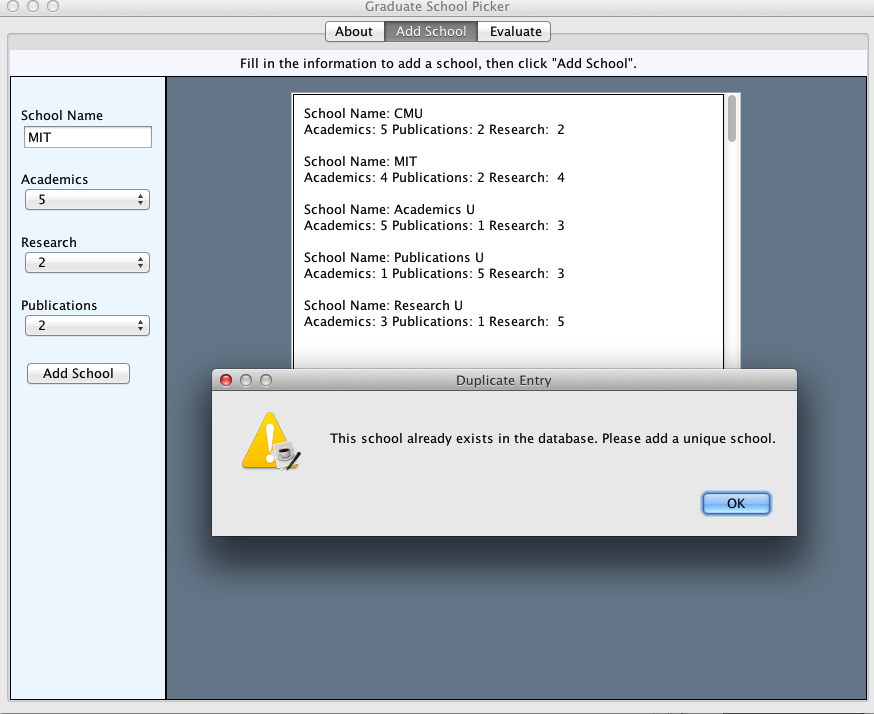 Graduate School Picker
About Add School Evaluate
Fill in the information to add a school, then click "Add School".
School Name
MIT
Academics
5
Research
2
Publications
2
Add School
School Name: CMU
Academics: 5 Publications: 2 Research: 2
School Name: MIT
Academics: 4 Publications: 2 Research: 4
School Name: Academics U
Academics: 5 Publications: 1 Research: 3
School Name: Publications U
Academics: 1 Publications: 5 Research: 3
School Name: Research U
Academics: 3 Publications: 1 Research: 5
Duplicate Entry
This school already exists in the database. Please add a unique school.
OK